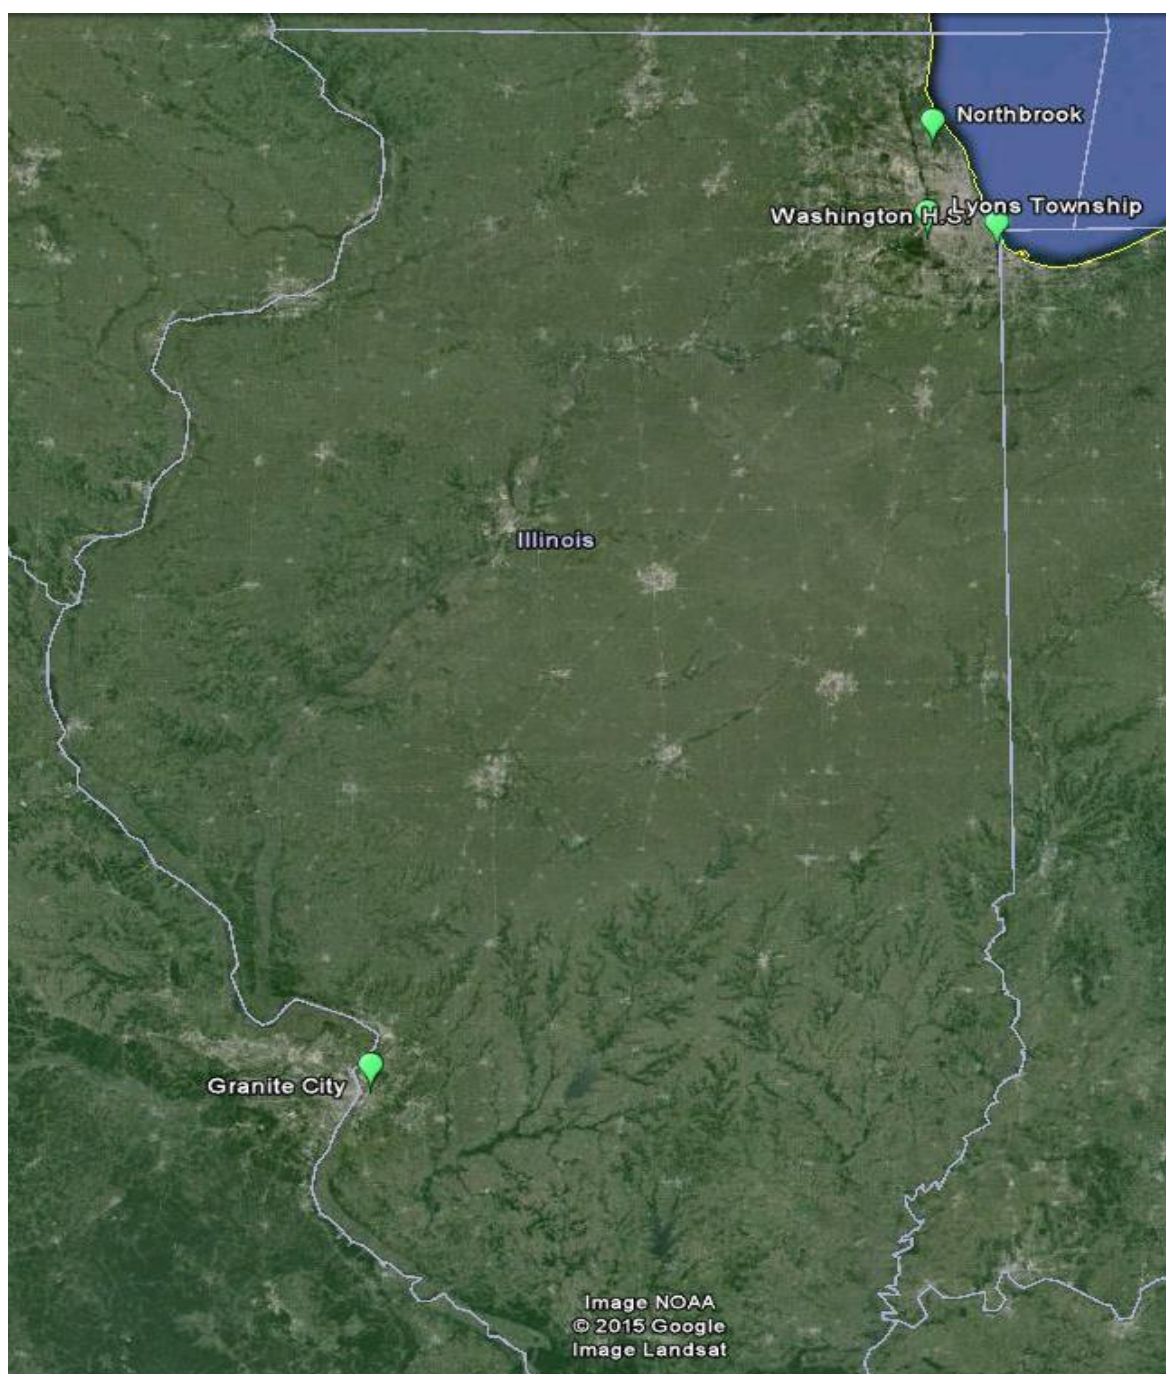 Northbrook
Washington H.S.
Lyons Township
Illinois
Granite City
Image NOAA
© 2015 Google
Image Landsat